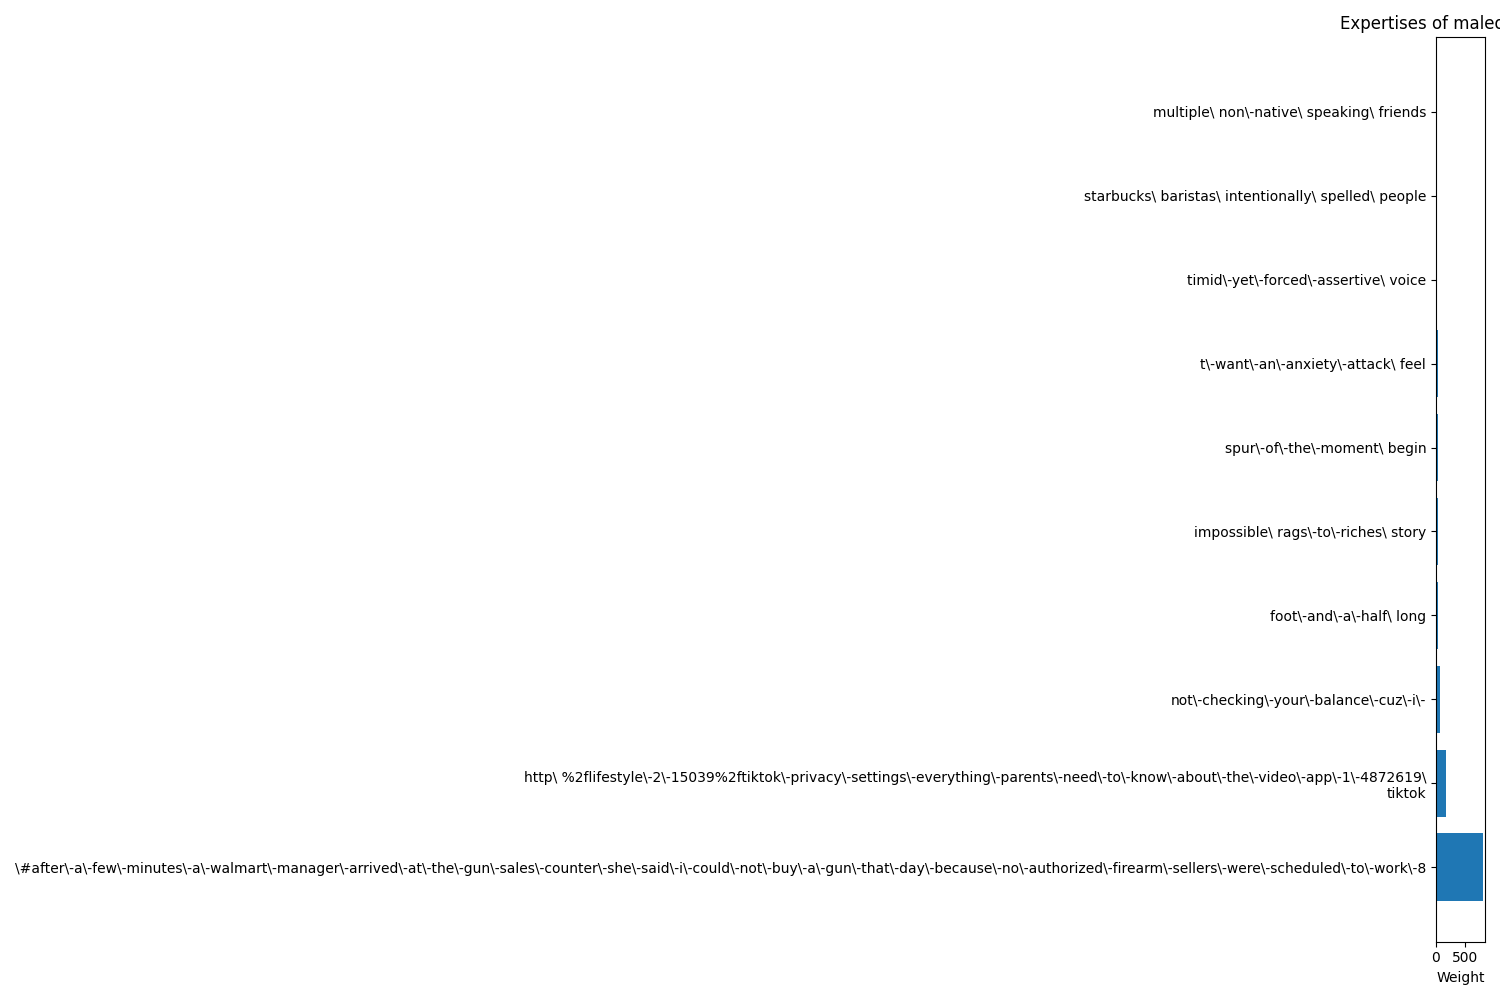 Expertises of malec
multiple\ non\-native\ speaking\ friends
starbucks\ baristas\ intentionally\ spelled\ people
timid\-yet\-forced\-assertive\ voice
t\-want\-an\-anxiety\-attack\ feel
spur\-of\-the\-moment\ begin
impossible\ rags\-to\-riches\ story
foot\-and\-a\-half\ long
not\-checking\-your\-balance\-cuz\-i\-
http\ %2flifestyle\-2\-15039%2ftiktok\-privacy\-settings\-everything\-parents\-need\-to\-know\-about\-the\-video\-app\-1\-4872619\
tiktok
\#after\-a\-few\-minutes\-a\-walmart\-manager\-arrived\-at\-the\-gun\-sales\-counter\-she\-said\-i\-could\-not\-buy\-a\-gun\-that\-day\-because\-no\-authorized\-firearm\-sellers\-were\-scheduled\-to\-work\-8
0 500
Weight